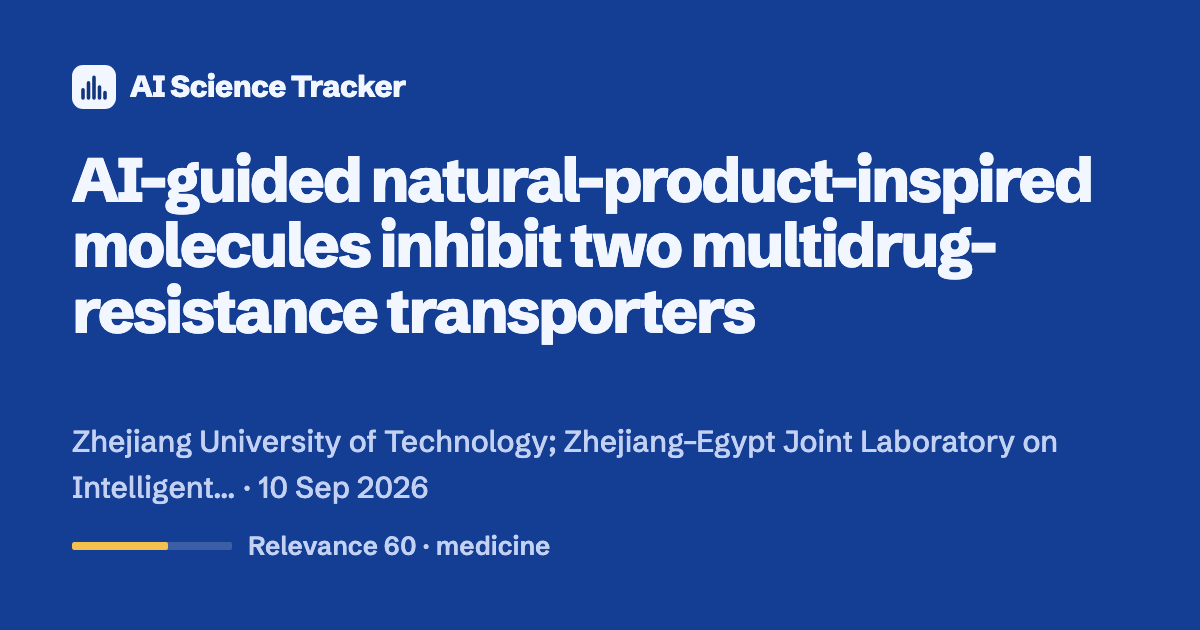 AI Science Tracker
AI-guided natural-product-inspired
molecules inhibit two multidrug-
resistance transporters
Zhejiang University of Technology; Zhejiang-Egypt Joint Laboratory on
Intelligent… · 10 Sep 2026
Relevance 60 · medicine